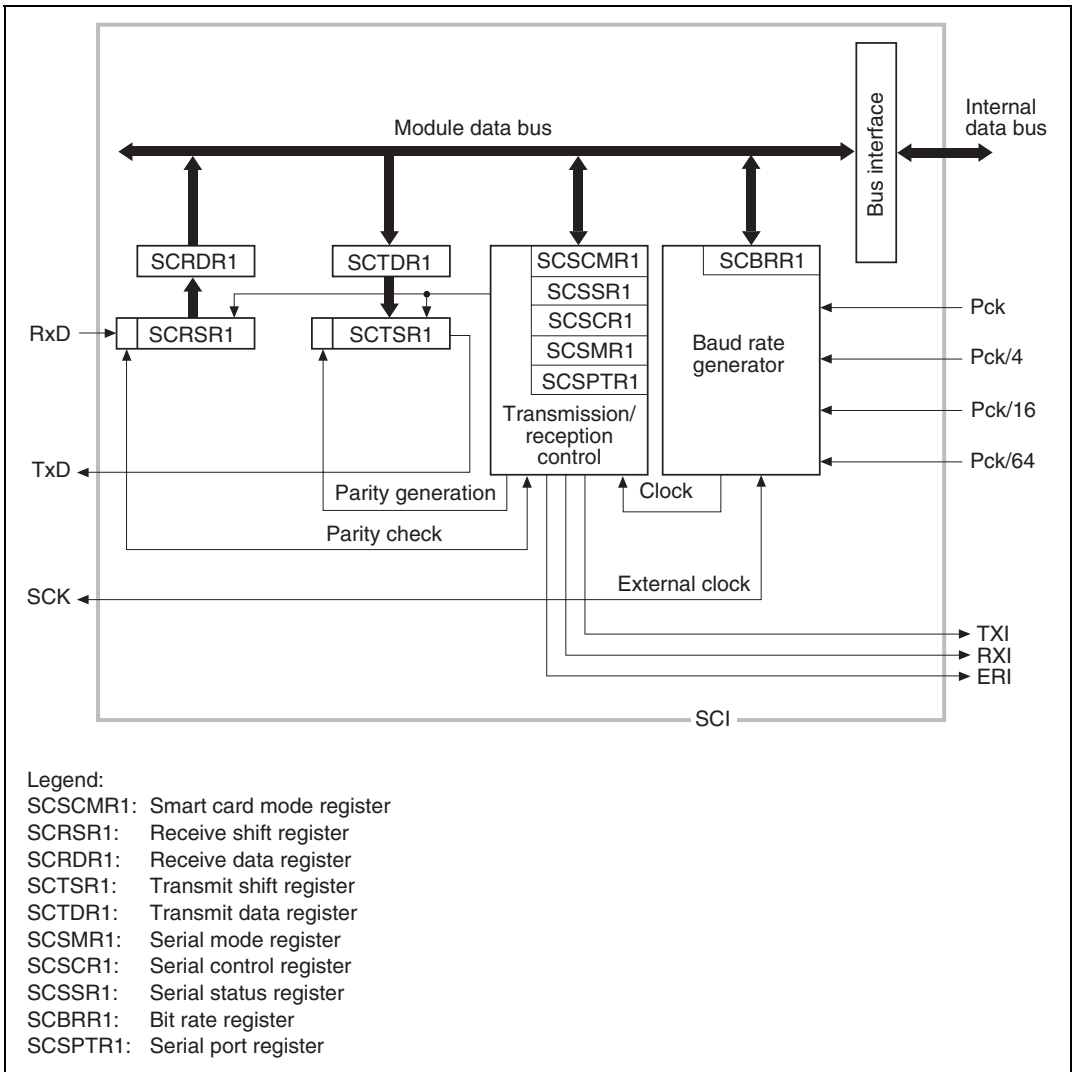 Module data bus
Bus interface
Internal
data bus
SCRDR1
SCTDR1
SCSCMR1
SCSSR1
SCSCR1
SCSMR1
SCSPTR1
Transmission/
reception
control
SCBRR1
Baud rate
generator
RxD
SCRSR1
SCTSR1
Pck
Pck/4
Pck/16
Pck/64
TxD
Parity generation
Clock
Parity check
SCK
External clock
TXI
RXI
ERI
SCI
Legend:
SCSCMR1: Smart card mode register
SCRSR1: Receive shift register
SCRDR1: Receive data register
SCTSR1: Transmit shift register
SCTDR1: Transmit data register
SCSMR1: Serial mode register
SCSCR1: Serial control register
SCSSR1: Serial status register
SCBRR1: Bit rate register
SCSPTR1: Serial port register